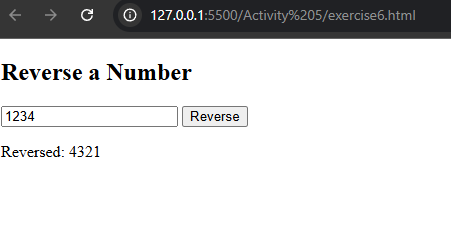 127.0.0.1:5500/Activity%205/exercise6.html
Reverse a Number
1234 Reverse
Reversed: 4321